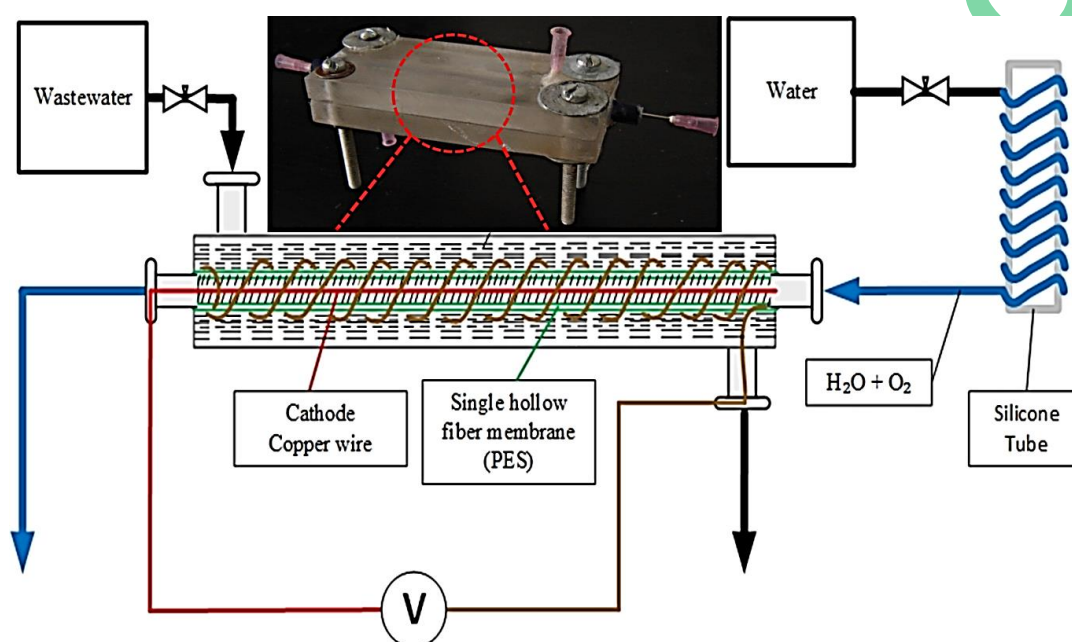 Wastewater
Water
Cathode
Copper wire
Single hollow
fiber membrane
(PES)
H₂O + O₂
Silicone
Tube
V